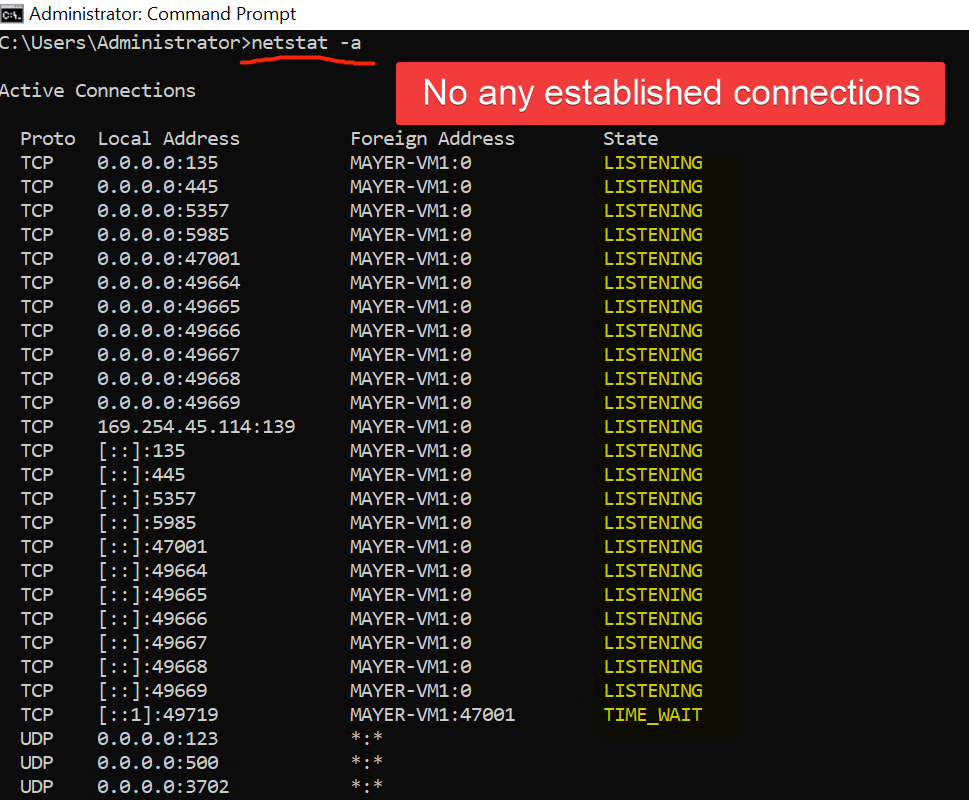 Administrator: Command Prompt
C:\Users\Administrator>netstat -a
No any established connections
Active Connections
Proto Local Address Foreign Address State
TCP 0.0.0.0:135 MAYER-VM1:0 LISTENING
TCP 0.0.0.0:445 MAYER-VM1:0 LISTENING
TCP 0.0.0.0:5357 MAYER-VM1:0 LISTENING
TCP 0.0.0.0:5985 MAYER-VM1:0 LISTENING
TCP 0.0.0.0:47001 MAYER-VM1:0 LISTENING
TCP 0.0.0.0:49664 MAYER-VM1:0 LISTENING
TCP 0.0.0.0:49665 MAYER-VM1:0 LISTENING
TCP 0.0.0.0:49666 MAYER-VM1:0 LISTENING
TCP 0.0.0.0:49667 MAYER-VM1:0 LISTENING
TCP 0.0.0.0:49668 MAYER-VM1:0 LISTENING
TCP 0.0.0.0:49669 MAYER-VM1:0 LISTENING
TCP 169.254.45.114:139 MAYER-VM1:0 LISTENING
TCP [::]:135 MAYER-VM1:0 LISTENING
TCP [::]:445 MAYER-VM1:0 LISTENING
TCP [::]:5357 MAYER-VM1:0 LISTENING
TCP [::]:5985 MAYER-VM1:0 LISTENING
TCP [::]:47001 MAYER-VM1:0 LISTENING
TCP [::]:49664 MAYER-VM1:0 LISTENING
TCP [::]:49665 MAYER-VM1:0 LISTENING
TCP [::]:49666 MAYER-VM1:0 LISTENING
TCP [::]:49667 MAYER-VM1:0 LISTENING
TCP [::]:49668 MAYER-VM1:0 LISTENING
TCP [::]:49669 MAYER-VM1:0 LISTENING
TCP [::1]:49719 MAYER-VM1:47001 TIME_WAIT
UDP 0.0.0.0:123 *:*
UDP 0.0.0.0:500 *:*
UDP 0.0.0.0:3702 *:*